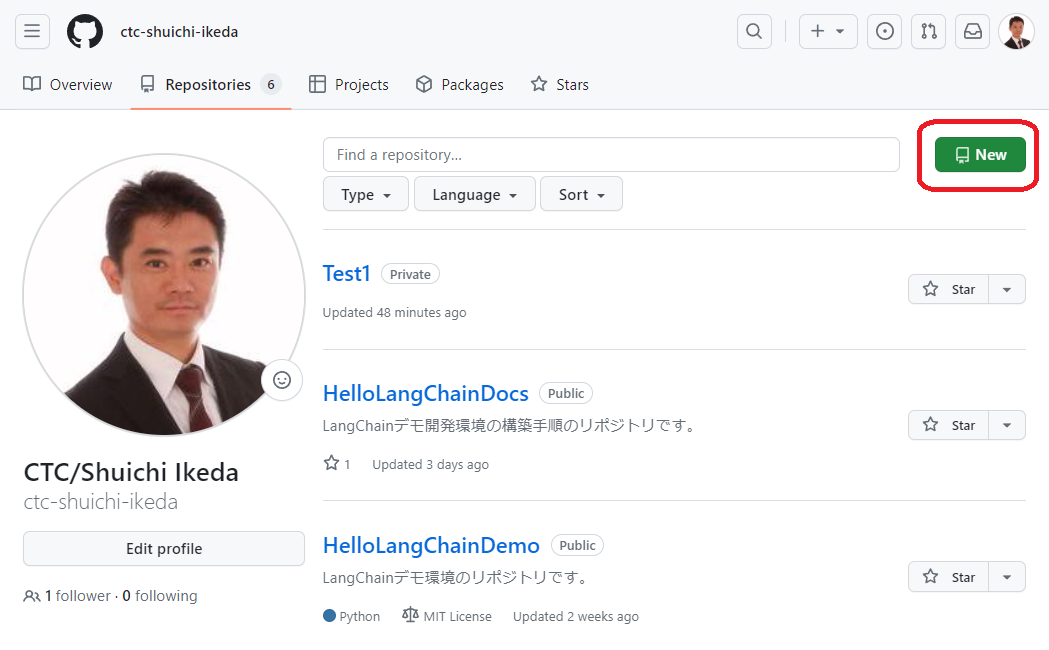 ctc-shuichi-ikeda
Overview Repositories 6 Projects Packages Stars
Find a repository...
New
Type Language Sort
Test1 Private
Star
Updated 48 minutes ago
HelloLangChainDocs Public
LangChainデモ開発環境の構築手順のリポジトリです。
Star
1 Updated 3 days ago
CTC/Shuichi Ikeda
ctc-shuichi-ikeda
Edit profile
1 follower · 0 following
HelloLangChainDemo Public
LangChainデモ環境のリポジトリです。
Star
Python MIT License Updated 2 weeks ago